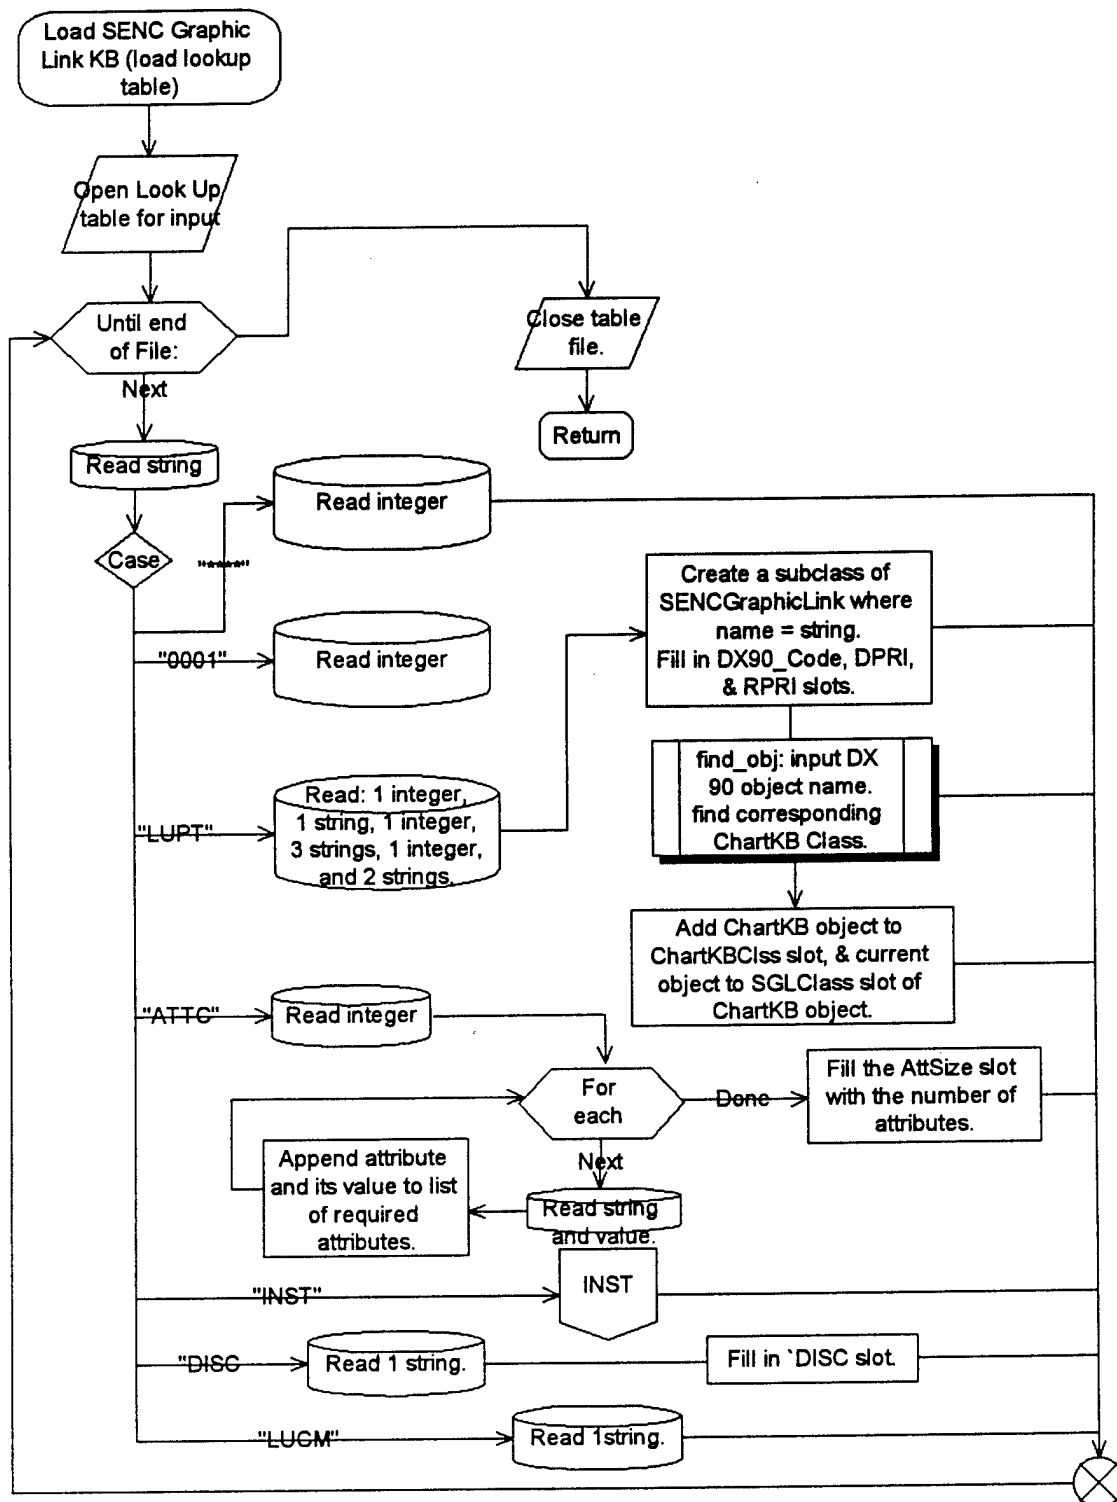 Load SENC Graphic
Link KB (load lookup
table)
Open Look Up
table for input
Until end
of File:
Close table
file.
Next
Return
Read string
Case
"****"
Read integer
"0001"
Read integer
Create a subclass of
SENCGraphicLink where
name = string.
Fill in DX90_Code, DPRI,
& RPRI slots.
find_obj: input DX
90 object name.
find corresponding
ChartKB Class.
"LUPT"
Read: 1 integer,
1 string, 1 integer,
3 strings, 1 integer,
and 2 strings.
Add ChartKB object to
ChartKBClss slot, & current
object to SGLClass slot of
ChartKB object.
"ATTC"
Read integer
For
each
Done
Fill the AttSize slot
with the number of
attributes.
Next
Append attribute
and its value to list
of required
attributes.
Read string
and value.
"INST"
INST
"DISC
Read 1 string.
Fill in `DISC slot.
"LUCM"
Read 1string.